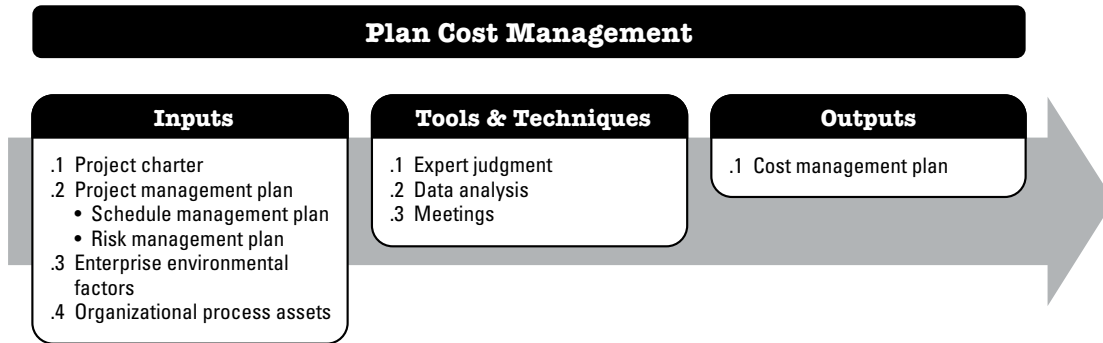 Plan Cost Management
Inputs
.1 Project charter
.2 Project management plan
• Schedule management plan
• Risk management plan
.3 Enterprise environmental
factors
.4 Organizational process assets
Tools & Techniques
.1 Expert judgment
.2 Data analysis
.3 Meetings
Outputs
.1 Cost management plan